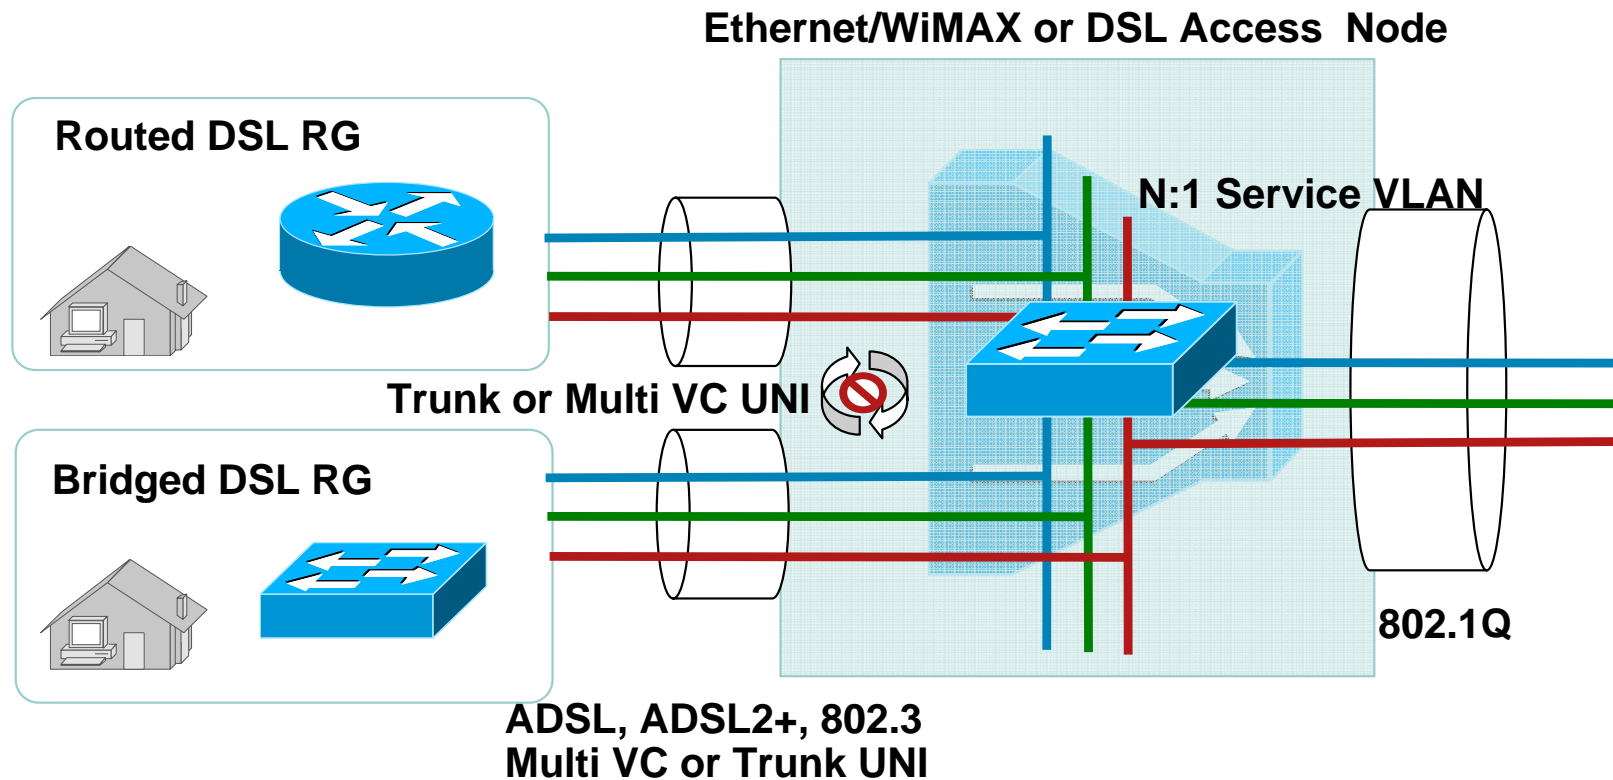 Ethernet/WiMAX or DSL Access Node
Routed DSL RG
N:1 Service VLAN
Trunk or Multi VC UNI
Bridged DSL RG
802.1Q
ADSL, ADSL2+, 802.3
Multi VC or Trunk UNI